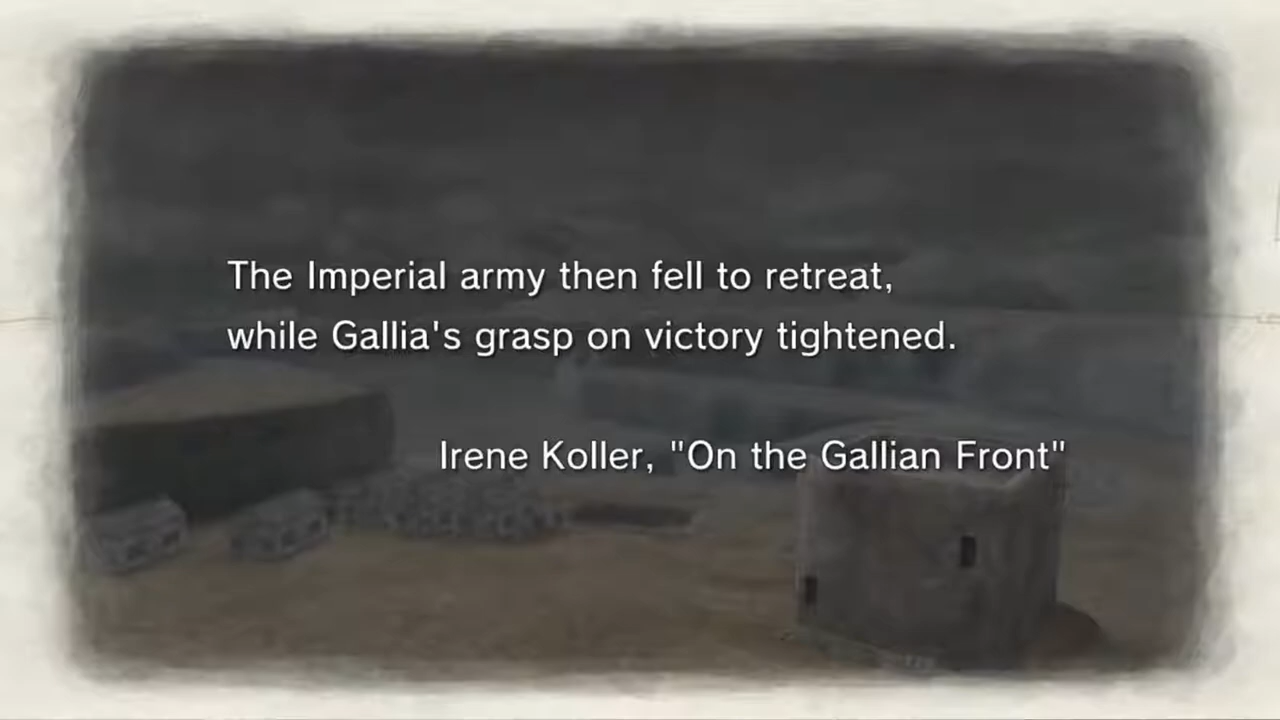 The Imperial army then fell to retreat,
while Gallia's grasp on victory tightened.
Irene Koller, "On the Gallian Front"